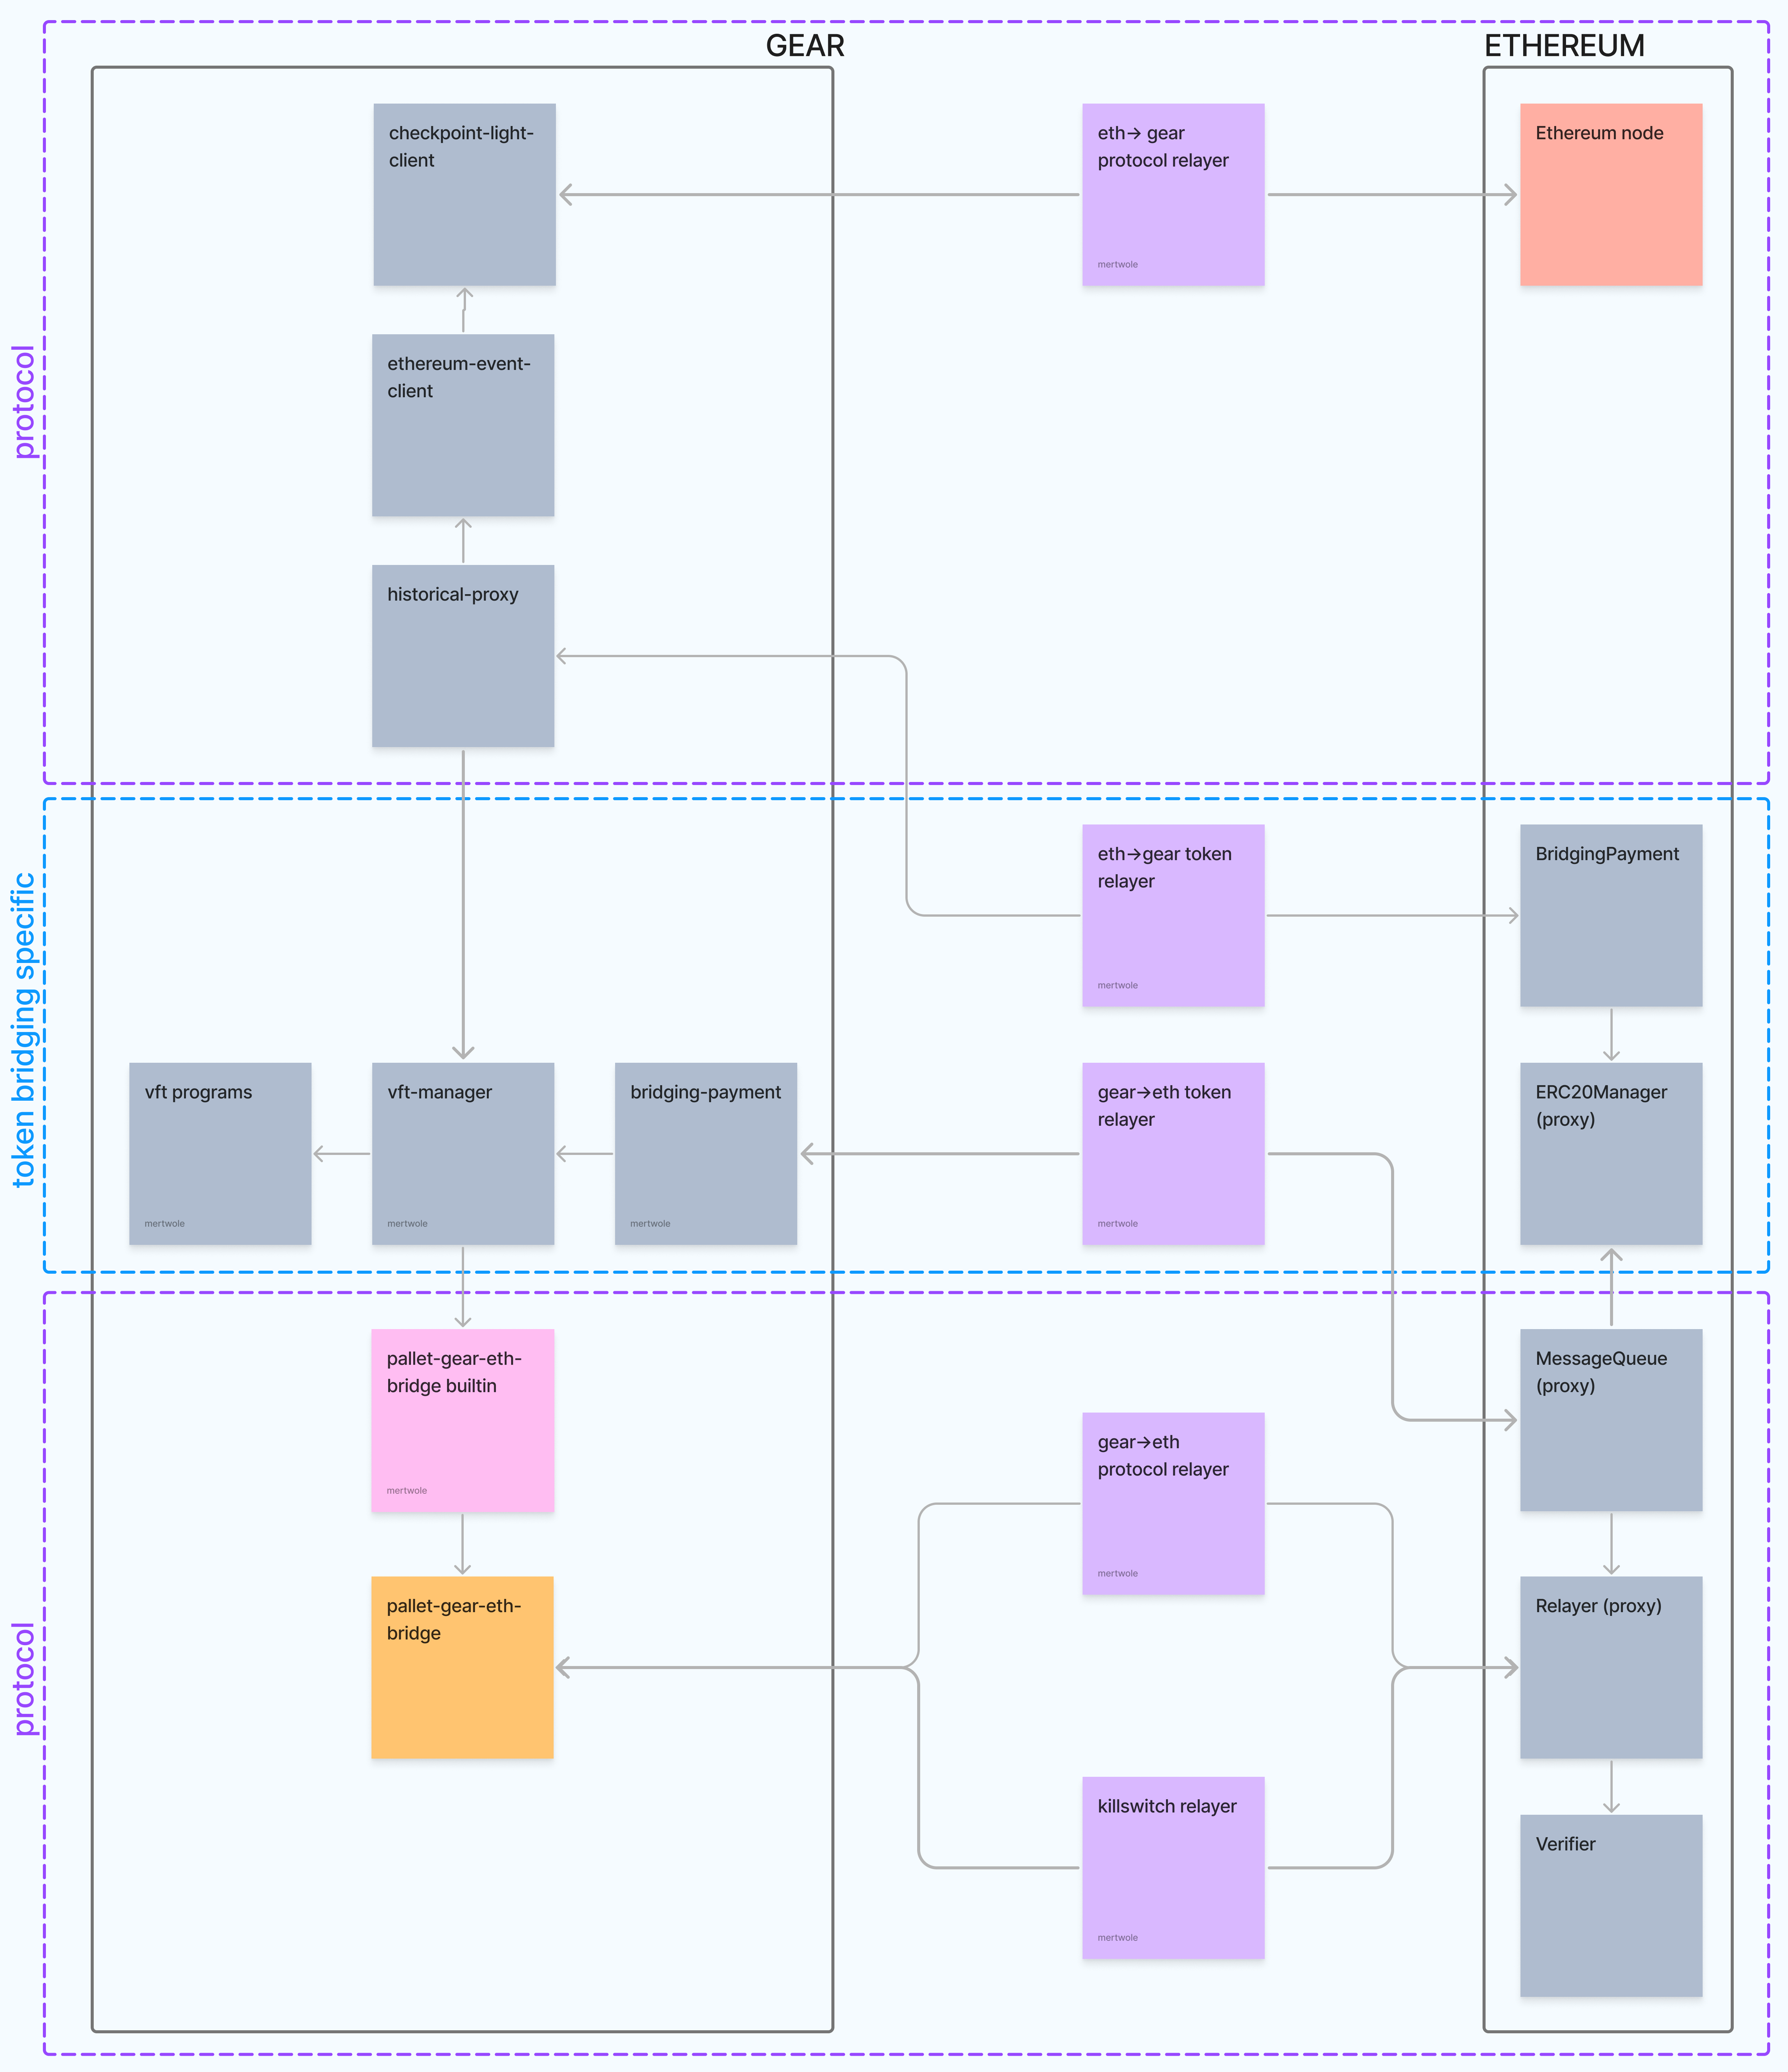 GEAR
ETHEREUM
protocol
checkpoint-light-
client
eth→ gear
protocol relayer
mertwole
Ethereum node
ethereum-event-
client
historical-proxy
token bridging specific
eth→gear token
relayer
mertwole
BridgingPayment
vft programs
mertwole
vft-manager
mertwole
bridging-payment
mertwole
gear→eth token
relayer
mertwole
ERC20Manager
(proxy)
protocol
pallet-gear-eth-
bridge builtin
mertwole
MessageQueue
(proxy)
gear→eth
protocol relayer
mertwole
pallet-gear-eth-
bridge
Relayer (proxy)
killswitch relayer
mertwole
Verifier